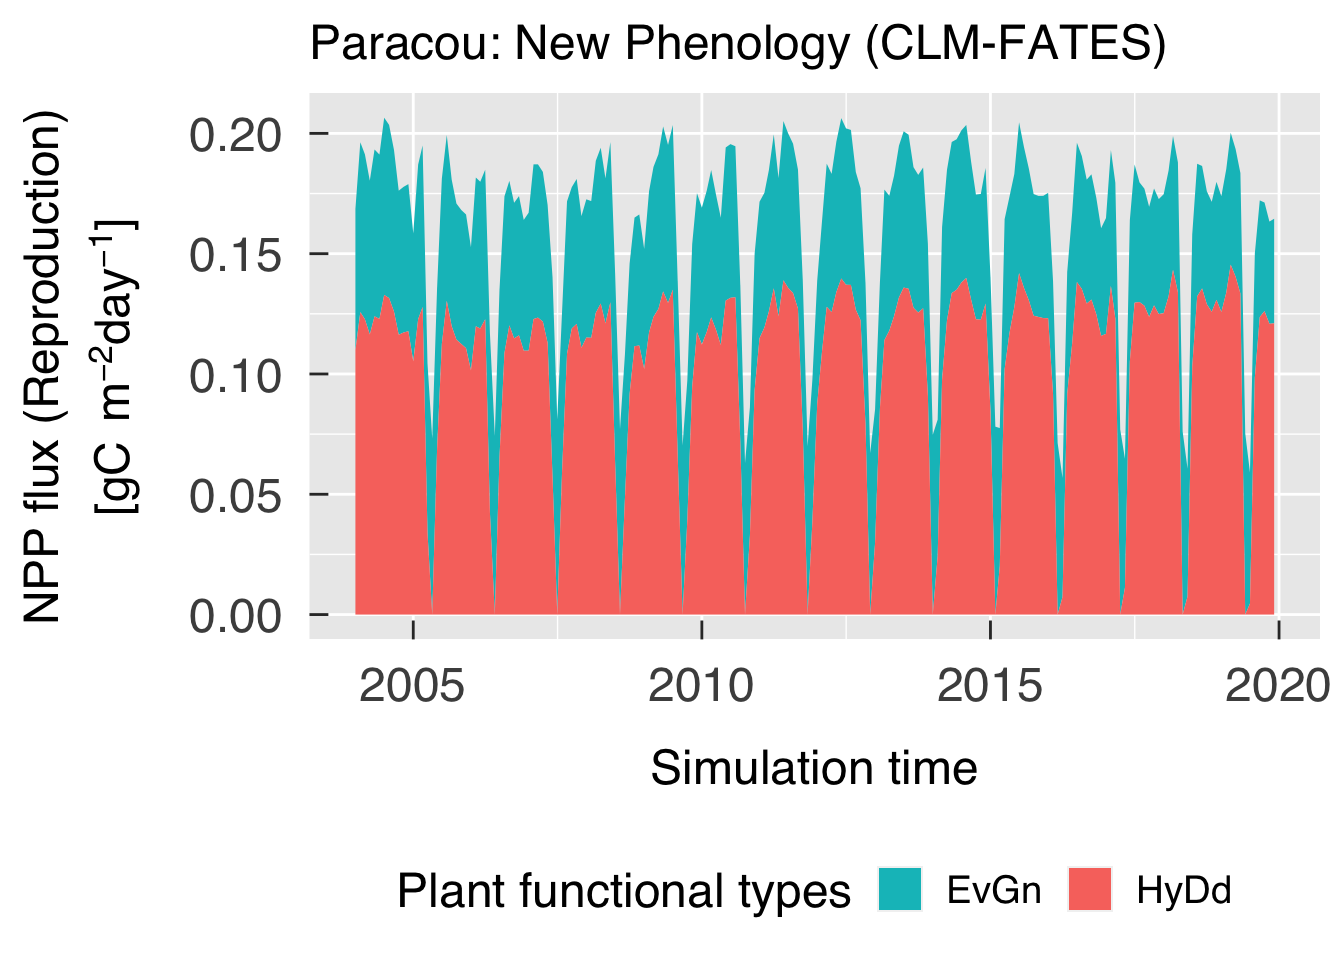 Paracou: New Phenology (CLM-FATES)
NPP flux (Reproduction)
[gC m⁻²day⁻¹]
0.20
0.15
0.10
0.05
0.00
2005 2010 2015 2020
Simulation time
Plant functional types EvGn HyDd